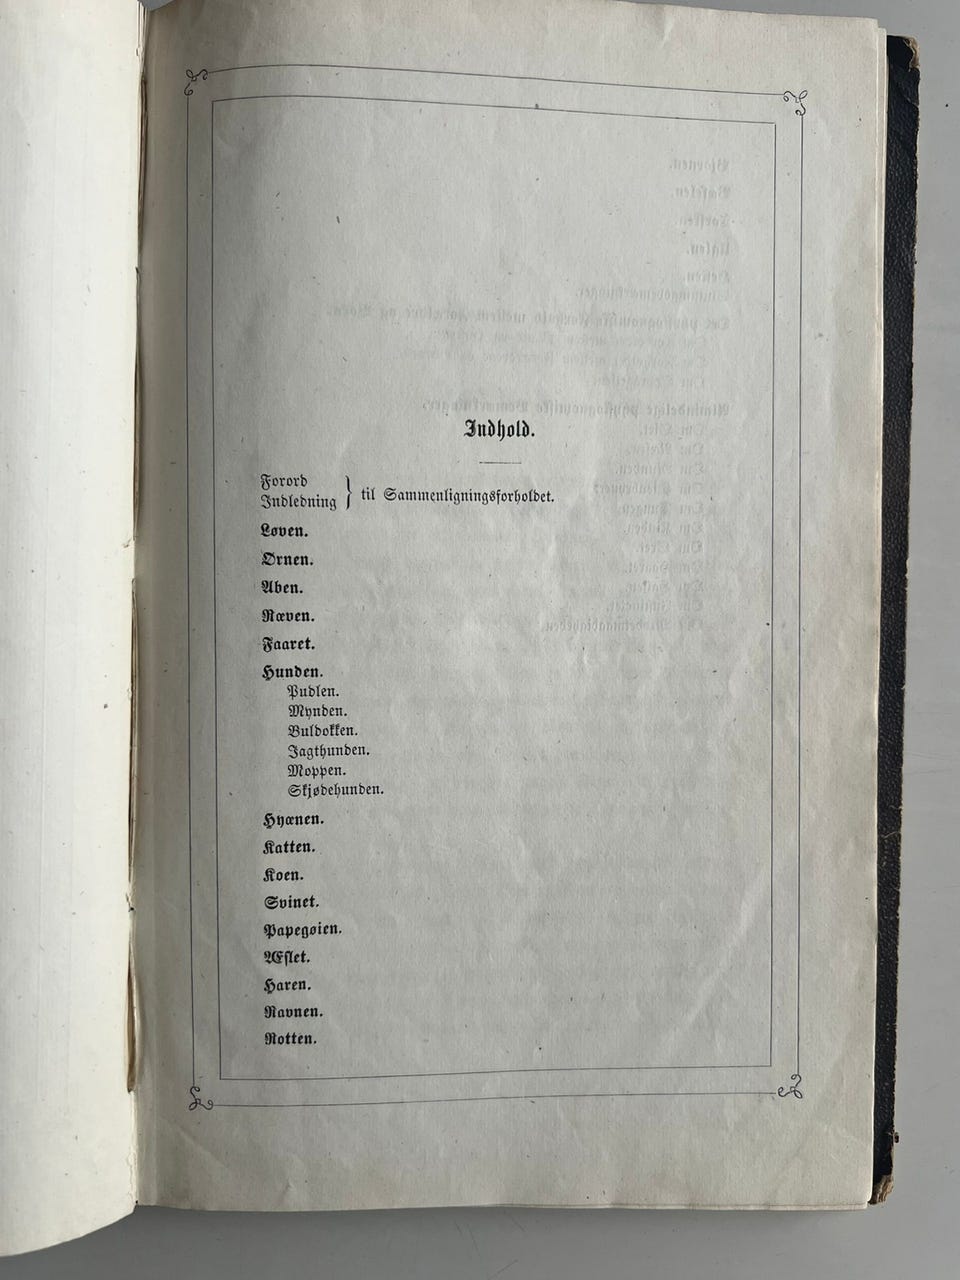 Indhold.
Forord
Indledning } til Sammenligningsforholdet.
Løven.
Ørnen.
Aben.
Ræven.
Faaret.
Hunden.
Pudlen.
Mynden.
Buldokken.
Jagthunden.
Moppen.
Skjødehunden.
Hyænen.
Katten.
Koen.
Svinet.
Papegøien.
Æslet.
Haren.
Ravnen.
Rotten.